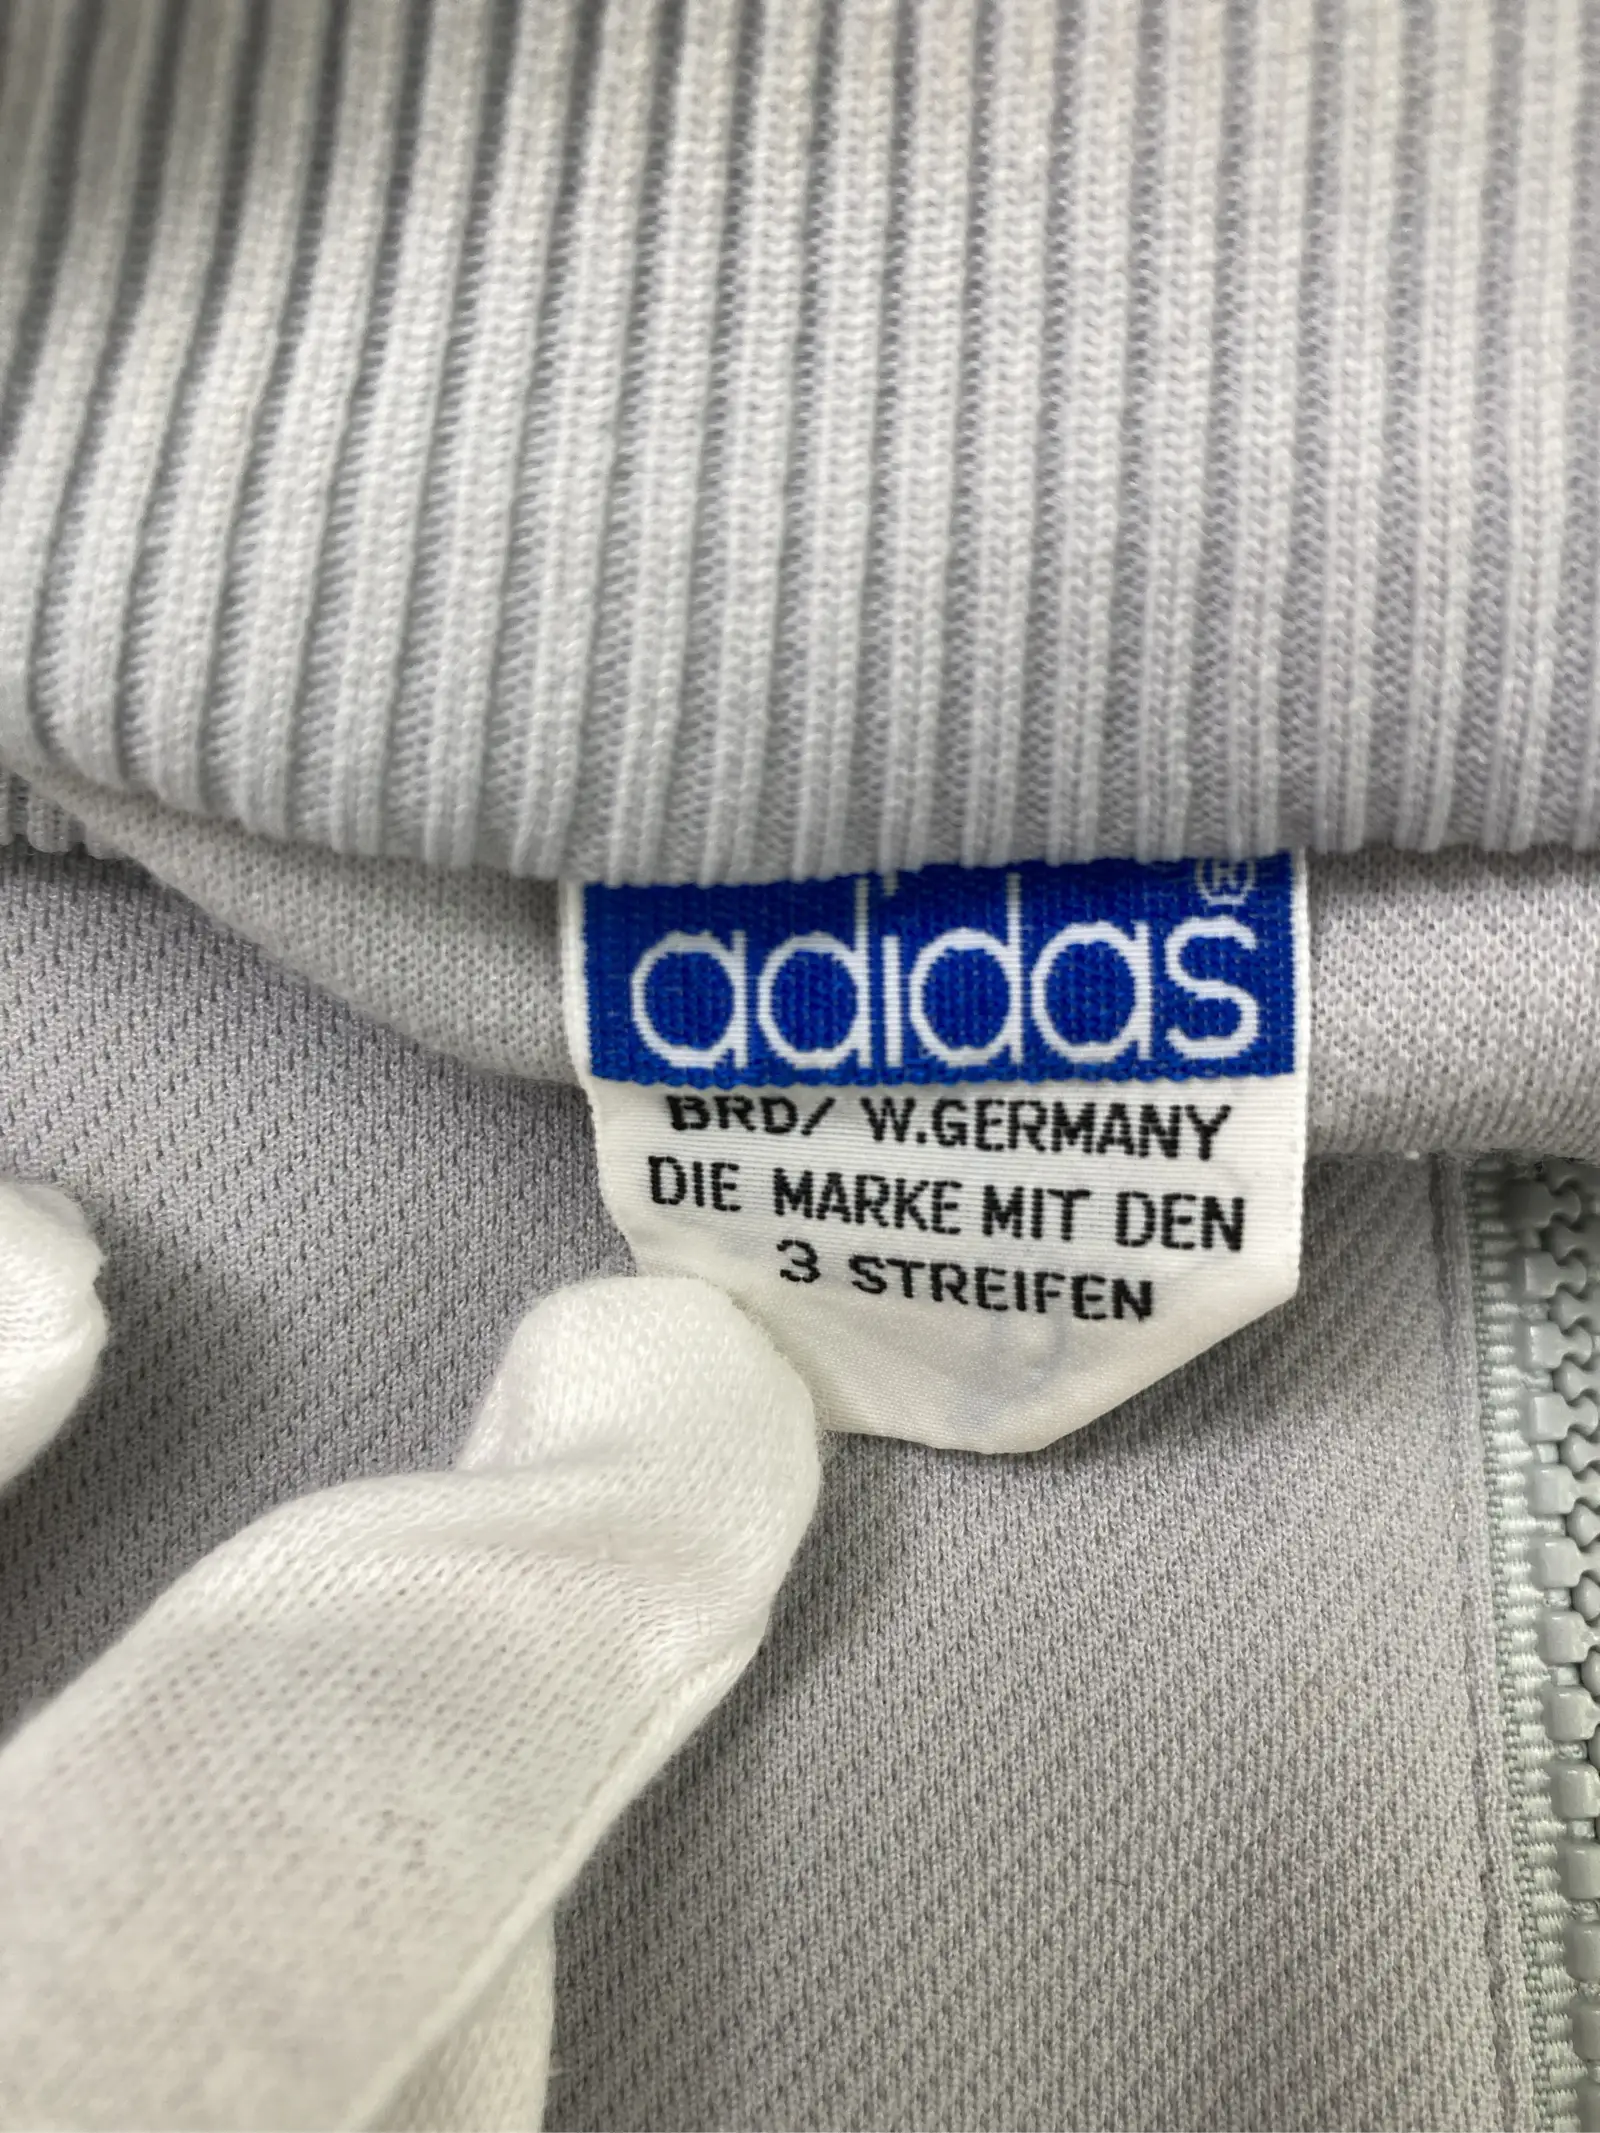 adidas®
BRD/ W.GERMANY
DIE MARKE MIT DEN
3 STREIFEN